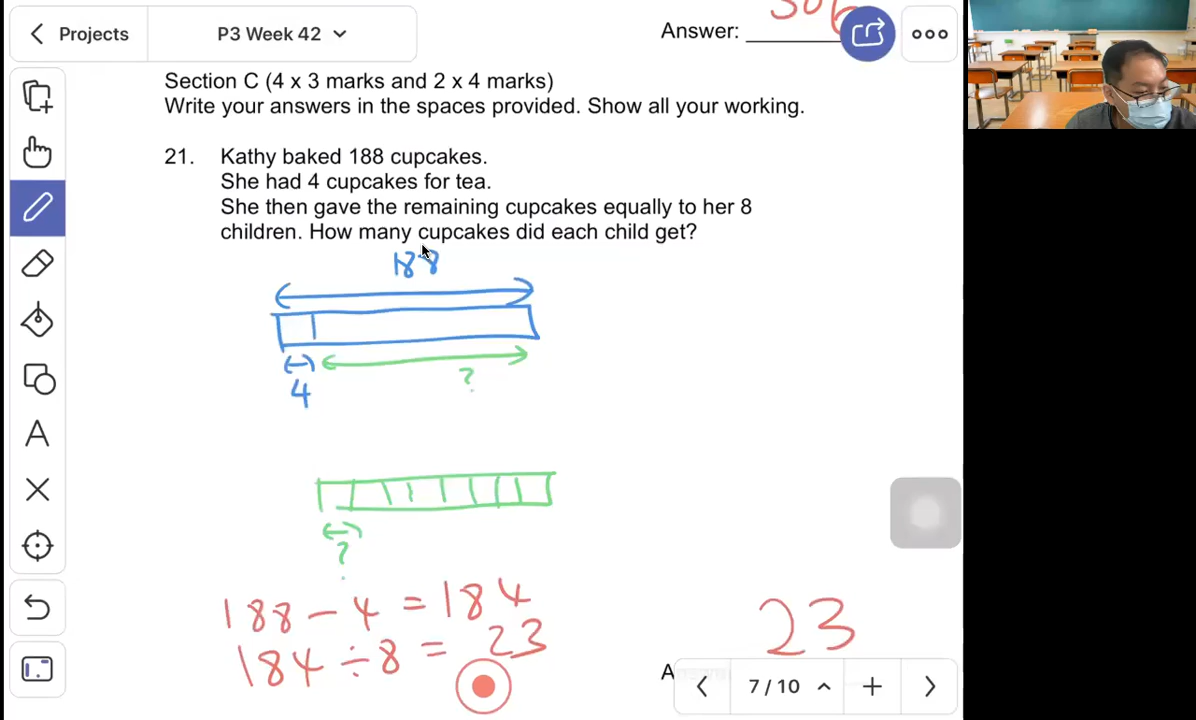 306
Projects
P3 Week 42
Answer:
Section C (4 x 3 marks and 2 x 4 marks)
Write your answers in the spaces provided. Show all your working.
21. Kathy baked 188 cupcakes.
She had 4 cupcakes for tea.
She then gave the remaining cupcakes equally to her 8
children. How many cupcakes did each child get?
188
?
4
A
?
188 - 4 = 184
184 ÷ 8 = 23
23
7 / 10